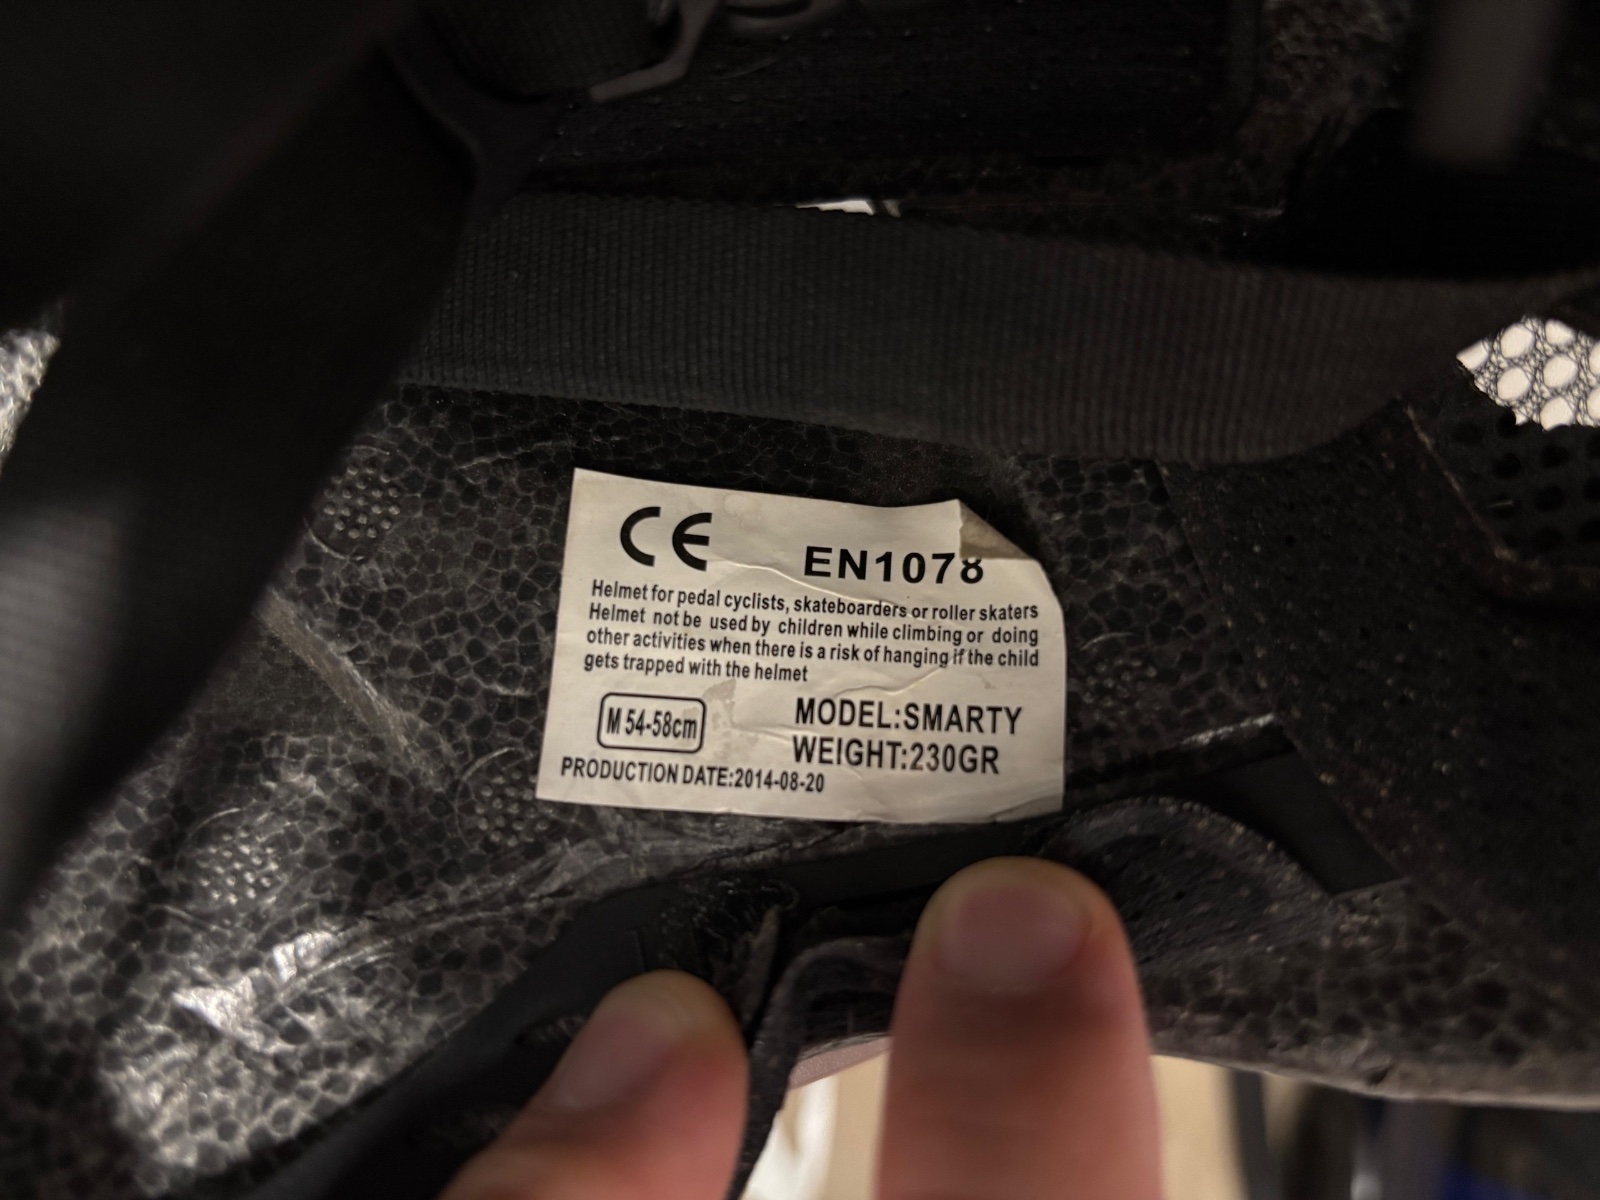 CE EN1078
Helmet for pedal cyclists, skateboarders or roller skaters
Helmet not be used by children while climbing or doing
other activities when there is a risk of hanging if the child
gets trapped with the helmet
M 54-58cm MODEL:SMARTY
WEIGHT:230GR
PRODUCTION DATE:2014-08-20